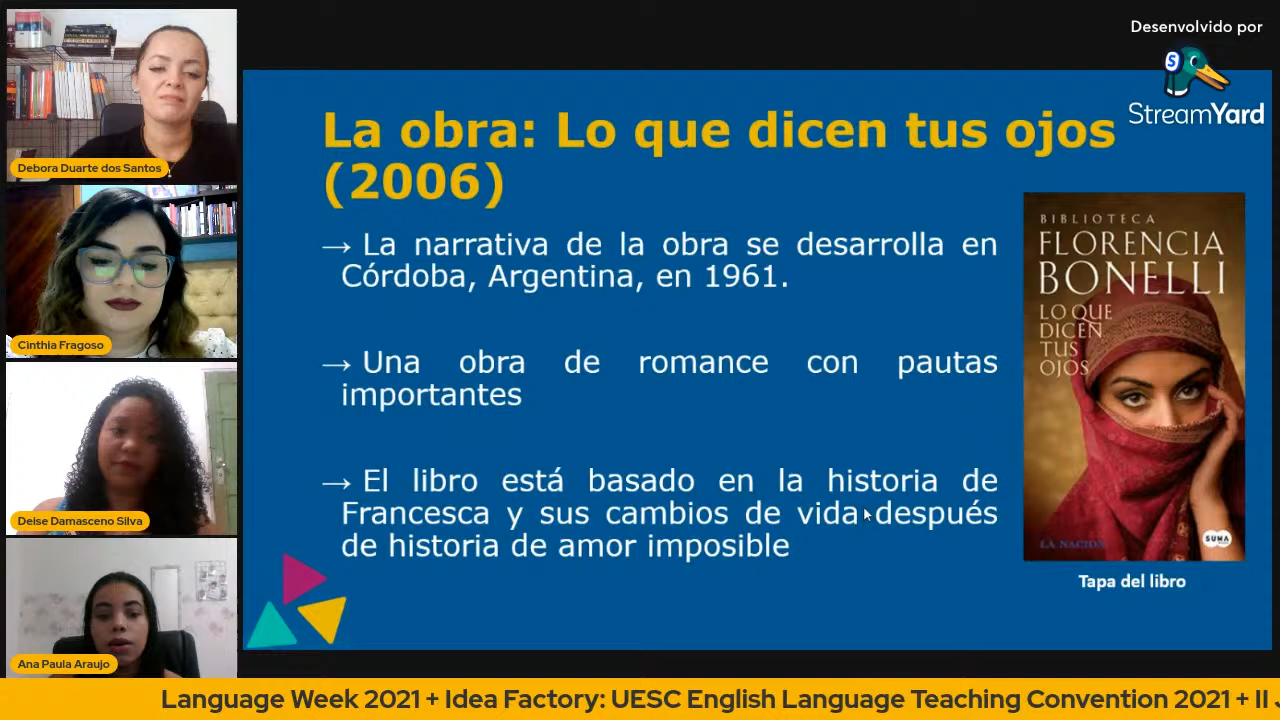 Desenvolvido por
StreamYard
Debora Duarte dos Santos
Cinthia Fragoso
Deise Damasceno Silva
Ana Paula Araujo
La obra: Lo que dicen tus ojos
(2006)
→ La narrativa de la obra se desarrolla en
Córdoba, Argentina, en 1961.
→ Una obra de romance con pautas
importantes
→ El libro está basado en la historia de
Francesca y sus cambios de vida después
de historia de amor imposible
BIBLIOTECA
FLORENCIA
BONELLI
LO QUE
DICEN
TUS
OJOS
LA NACION
SUMA
Tapa del libro
Language Week 2021 + Idea Factory: UESC English Language Teaching Convention 2021 + II